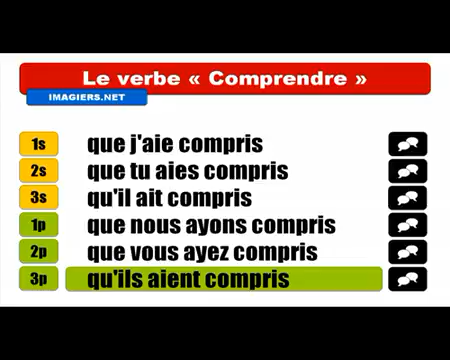 Le verbe « Comprendre »
IMAGIERS.NET
1s que j'aie compris
2s que tu aies compris
3s qu'il ait compris
1p que nous ayons compris
2p que vous ayez compris
3p qu'ils aient compris